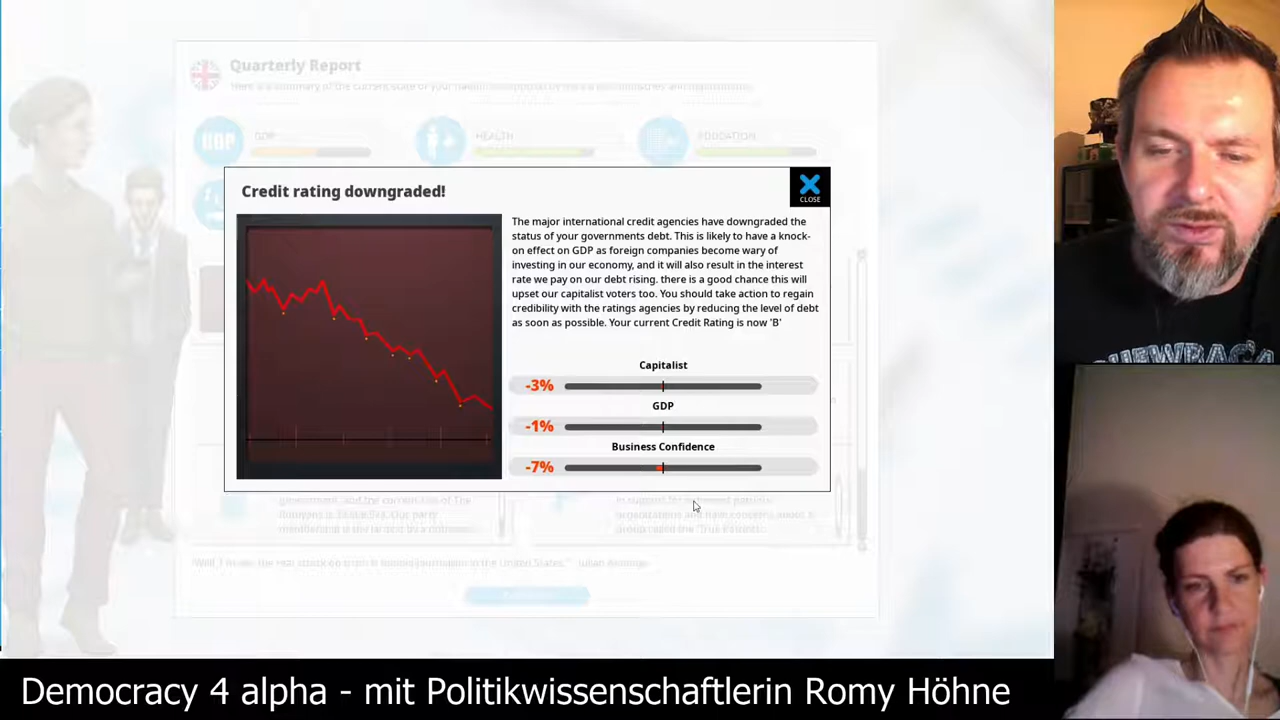 Quarterly Report
GDP
HEALTH
EDUCATION
Credit rating downgraded!
CLOSE
The major international credit agencies have downgraded the
status of your governments debt. This is likely to have a knock-
on effect on GDP as foreign companies become wary of
investing in our economy, and it will also result in the interest
rate we pay on our debt rising. there is a good chance this will
upset our capitalist voters too. You should take action to regain
credibility with the ratings agencies by reducing the level of debt
as soon as possible. Your current Credit Rating is now 'B'
Capitalist
-3%
GDP
-1%
Business Confidence
-7%
Democracy 4 alpha - mit Politikwissenschaftlerin Romy Höhne